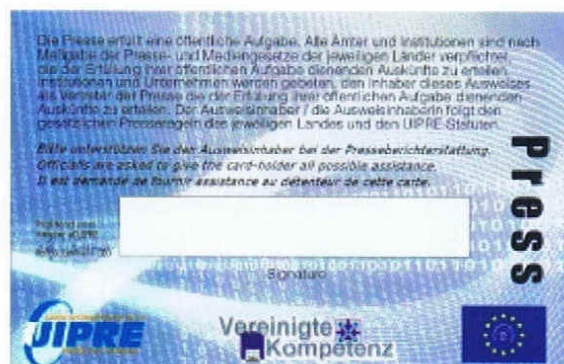 Die Presse erfüllt eine öffentliche Aufgabe. Alle Ämter und Institutionen sind nach
Maßgabe der Presse- und Mediengesetze der jeweiligen Länder verpflichtet,
die der Erfüllung ihrer öffentlichen Aufgabe dienenden Auskünfte zu erteilen.
Institutionen und Unternehmen werden gebeten, den Inhaber dieses Ausweises
als Vertreter der Presse die der Erfüllung ihrer öffentlichen Aufgabe dienenden
Auskünfte zu erteilen. Der Ausweisinhaber / die Ausweisinhaberin folgt den
gesetzlichen Presseregeln des jeweiligen Landes und den UIPRE-Statuten.
Bitte unterstützen Sie den Ausweisinhaber bei der Presseberichterstattung.
Officials are asked to give the card-holder all possible assistance.
Il est demande de fournir assistance au detenteur de cette carte.
Press
Signature
UIPRE
Vereinigte
Kompetenz